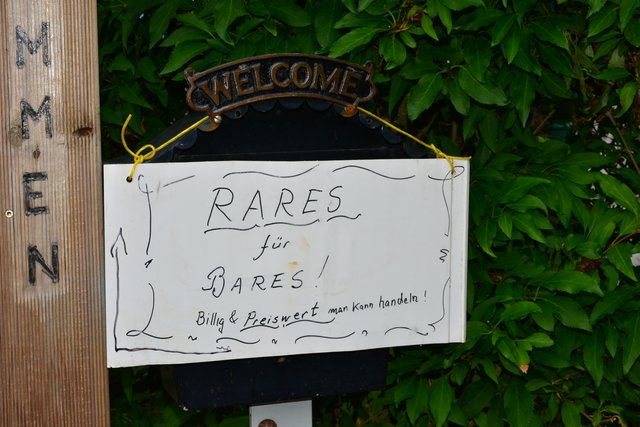 MMEN
WELCOME
RARES
für
BARES!
Billig & Preiswert man kann handeln!